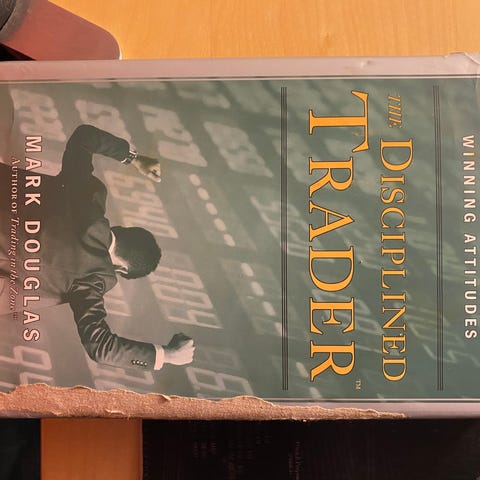 WINNING ATTITUDES
THE DISCIPLINED
TRADER™
MARK DOUGLAS
AUTHOR OF Trading in the Zone